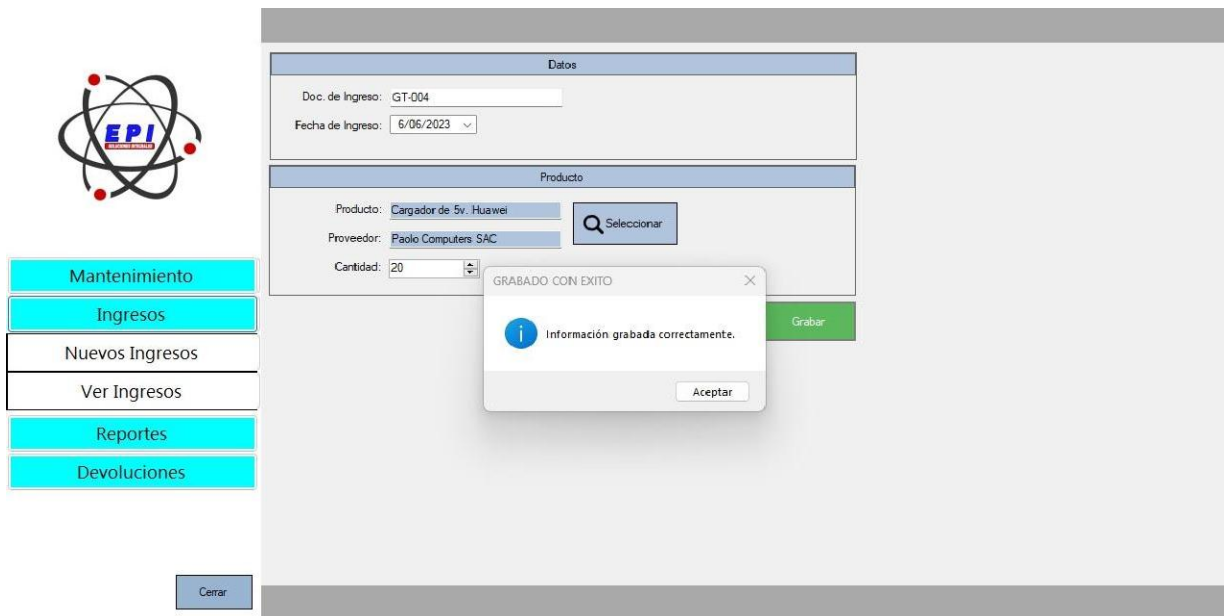 EPI
SOLUCIONES INTEGRALES
Mantenimiento
Ingresos
Nuevos Ingresos
Ver Ingresos
Reportes
Devoluciones
Cerrar
Datos
Doc. de Ingreso: GT-004
Fecha de Ingreso: 6/06/2023
Producto
Producto: Cargador de 5v. Huawei
Proveedor: Paolo Computers SAC
Seleccionar
Cantidad: 20
GRABADO CON EXITO
Información grabada correctamente.
Aceptar
Grabar